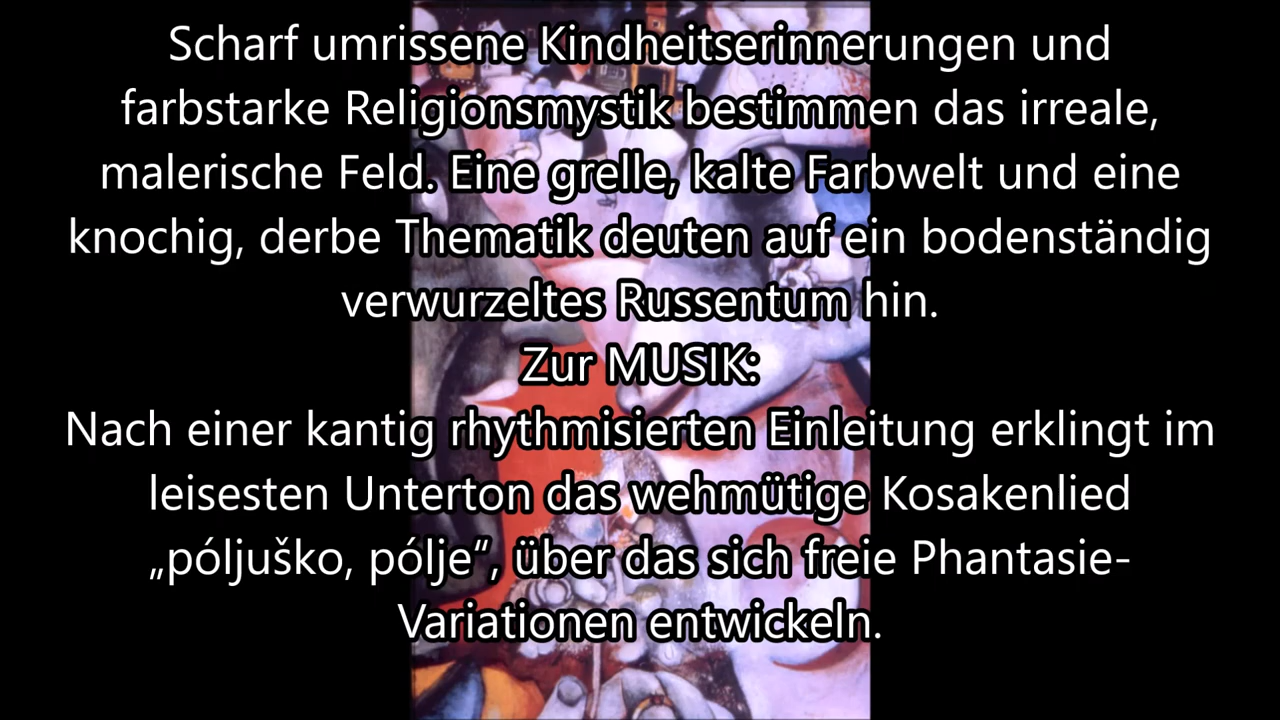 Scharf umrissene Kindheitserinnerungen und
farbstarke Religionsmystik bestimmen das irreale,
malerische Feld. Eine grelle, kalte Farbwelt und eine
knochig, derbe Thematik deuten auf ein bodenständig
verwurzeltes Russentum hin.
Zur MUSIK:
Nach einer kantig rhythmisierten Einleitung erklingt im
leisesten Unterton das wehmütige Kosakenlied
„póljuško, pólje“, über das sich freie Phantasie-
Variationen entwickeln.